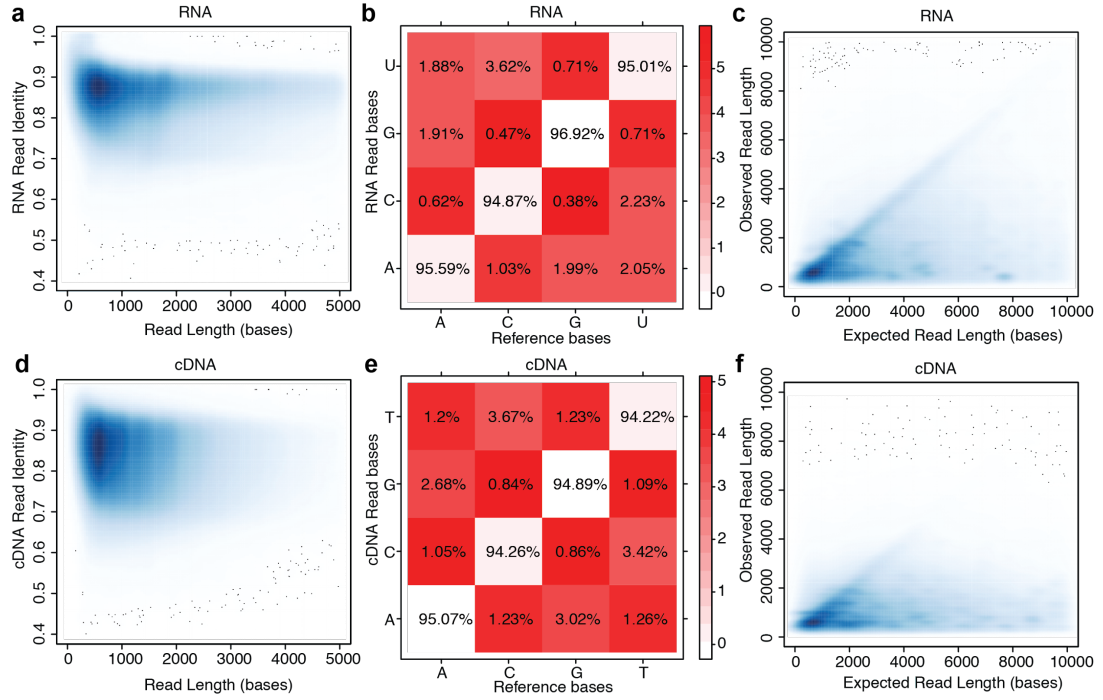 a
RNA
RNA Read Identity
1.0
0.9
0.8
0.7
0.6
0.5
0.4
0 1000 2000 3000 4000 5000
Read Length (bases)
b
RNA
RNA Read bases
U 1.88% 3.62% 0.71% 95.01%
G 1.91% 0.47% 96.92% 0.71%
C 0.62% 94.87% 0.38% 2.23%
A 95.59% 1.03% 1.99% 2.05%
A C G U
Reference bases
5
4
3
2
1
0
c
RNA
Observed Read Length
10000
8000
6000
4000
2000
0
0 2000 4000 6000 8000 10000
Expected Read Length (bases)
d
cDNA
cDNA Read Identity
1.0
0.9
0.8
0.7
0.6
0.5
0.4
0 1000 2000 3000 4000 5000
Read Length (bases)
e
cDNA
cDNA Read bases
T 1.2% 3.67% 1.23% 94.22%
G 2.68% 0.84% 94.89% 1.09%
C 1.05% 94.26% 0.86% 3.42%
A 95.07% 1.23% 3.02% 1.26%
A C G T
Reference bases
5
4
3
2
1
0
f
cDNA
Observed Read Length
10000
8000
6000
4000
2000
0
0 2000 4000 6000 8000 10000
Expected Read Length (bases)